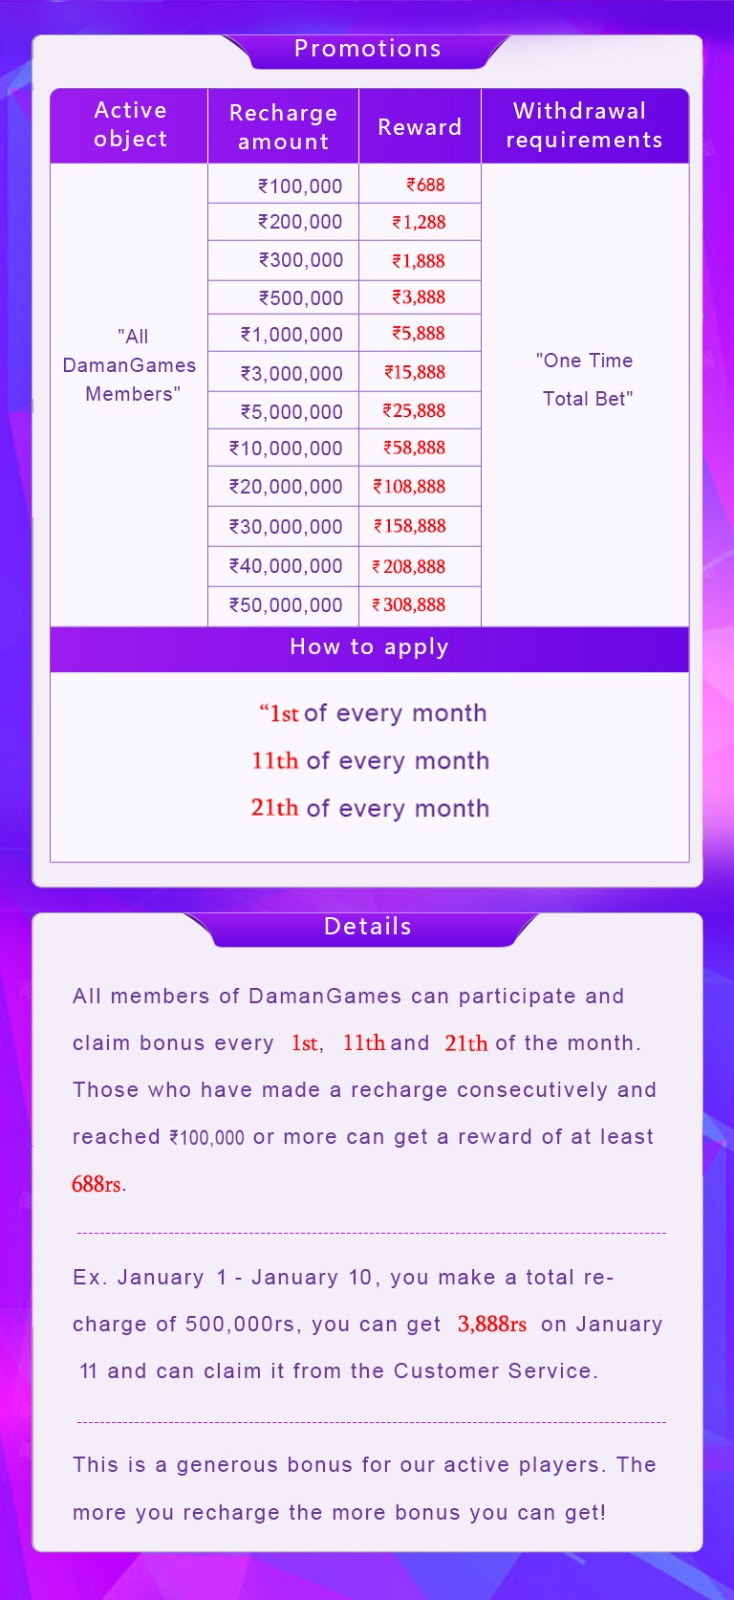 Promotions
Active object
Recharge amount
Reward
Withdrawal requirements
"All
DamanGames
Members"
₹100,000 ₹688
₹200,000 ₹1,288
₹300,000 ₹1,888
₹500,000 ₹3,888
₹1,000,000 ₹5,888
₹3,000,000 ₹15,888
₹5,000,000 ₹25,888
₹10,000,000 ₹58,888
₹20,000,000 ₹108,888
₹30,000,000 ₹158,888
₹40,000,000 ₹208,888
₹50,000,000 ₹308,888
"One Time
Total Bet"
How to apply
“1st of every month
11th of every month
21th of every month
Details
All members of DamanGames can participate and
claim bonus every 1st, 11th and 21th of the month.
Those who have made a recharge consecutively and
reached ₹100,000 or more can get a reward of at least
688rs.
Ex. January 1 - January 10, you make a total re-
charge of 500,000rs, you can get 3,888rs on January
11 and can claim it from the Customer Service.
This is a generous bonus for our active players. The
more you recharge the more bonus you can get!